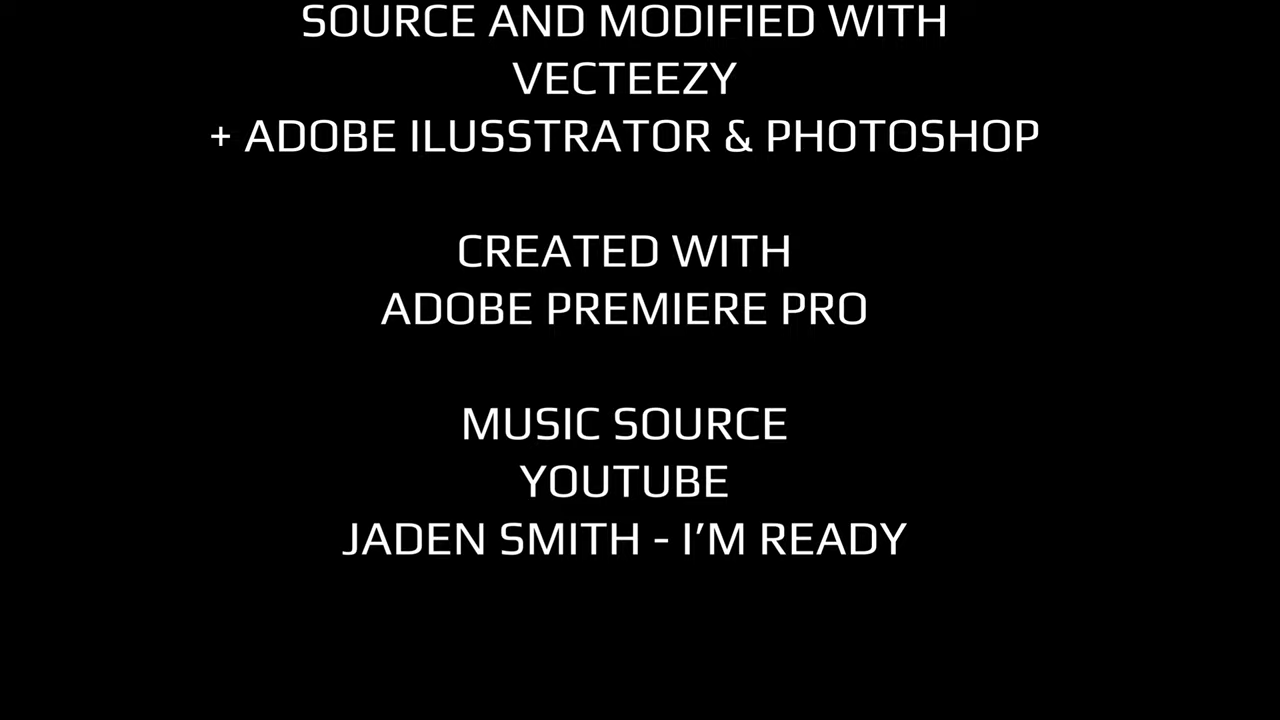 SOURCE AND MODIFIED WITH
VECTEEZY
+ ADOBE ILUSSTRATOR & PHOTOSHOP
CREATED WITH
ADOBE PREMIERE PRO
MUSIC SOURCE
YOUTUBE
JADEN SMITH - I’M READY